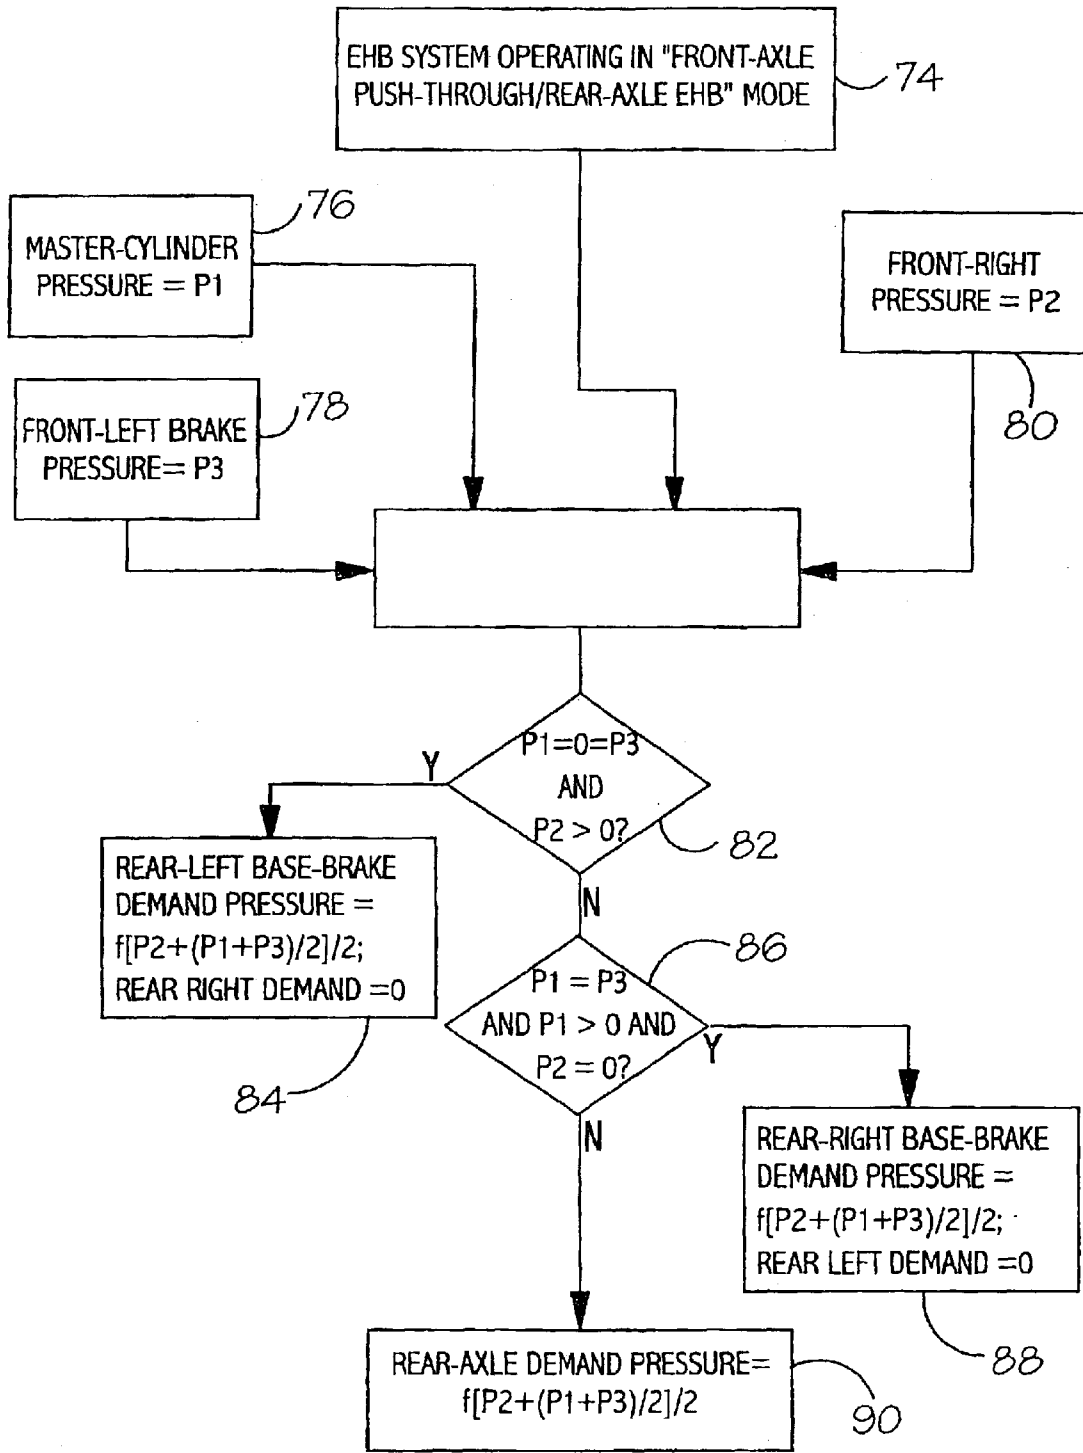 EHB SYSTEM OPERATING IN "FRONT-AXLE
PUSH-THROUGH/REAR-AXLE EHB" MODE
74
76
MASTER-CYLINDER
PRESSURE = P1
FRONT-RIGHT
PRESSURE = P2
80
78
FRONT-LEFT BRAKE
PRESSURE= P3
P1=0=P3
AND
P2 > 0?
Y
82
N
REAR-LEFT BASE-BRAKE
DEMAND PRESSURE =
f[P2+(P1+P3)/2]/2;
REAR RIGHT DEMAND =0
84
86
P1 = P3
AND P1 > 0 AND
P2 = 0?
Y
N
REAR-RIGHT BASE-BRAKE
DEMAND PRESSURE =
f[P2+(P1+P3)/2]/2;
REAR LEFT DEMAND =0
88
REAR-AXLE DEMAND PRESSURE=
f[P2+(P1+P3)/2]/2
90